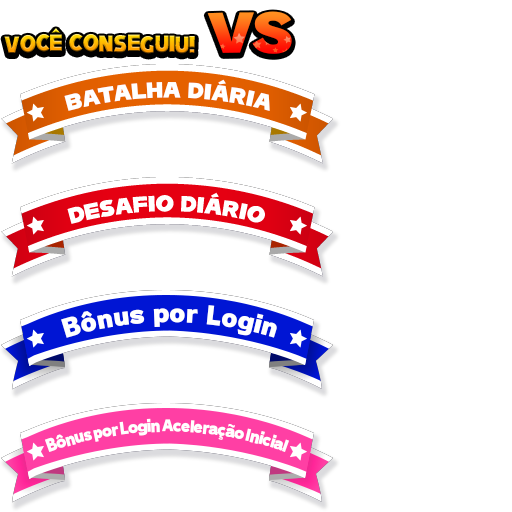 VOCÊ CONSEGUIU!
VS
BATALHA DIÁRIA
DESAFIO DIÁRIO
Bônus por Login
Bônus por Login Aceleração Inicial